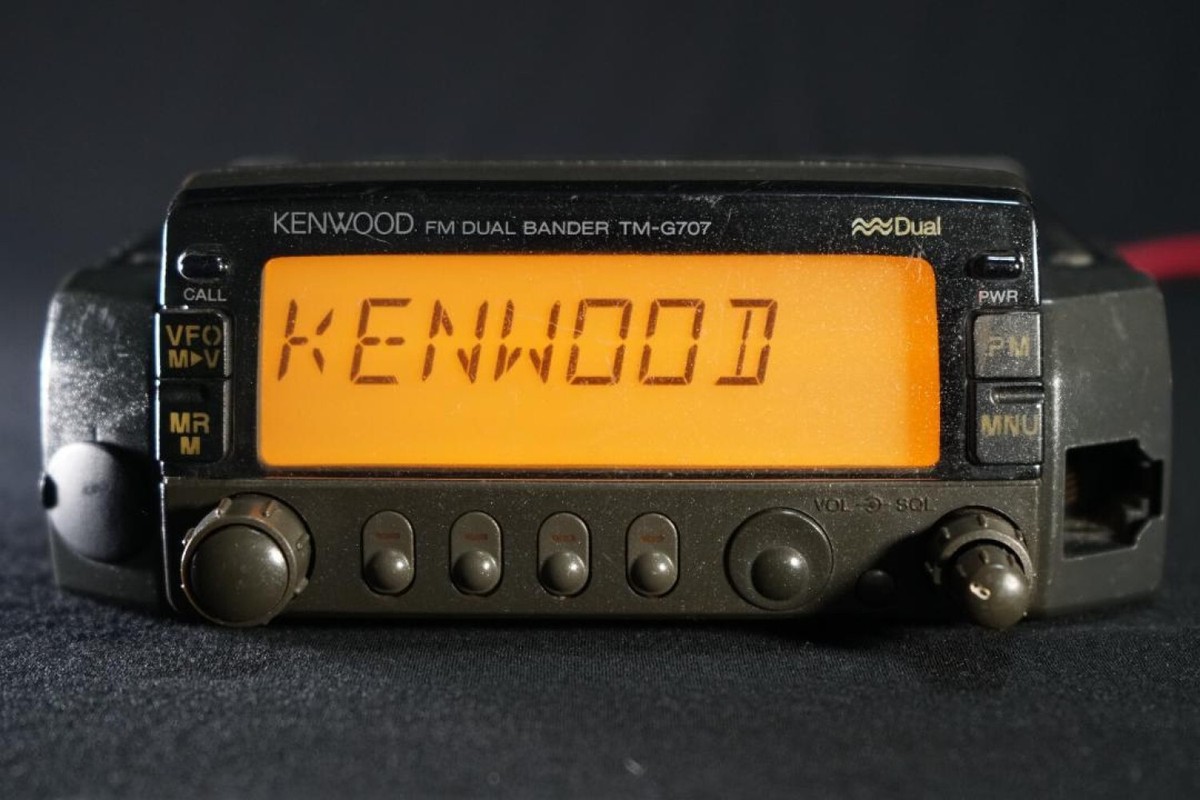 KENWOOD FM DUAL BANDER TM-G707
Dual
CALL
PWR
KENWOOD
VFO
M▶V
PM
MR
M
MNU
VOL
SQL